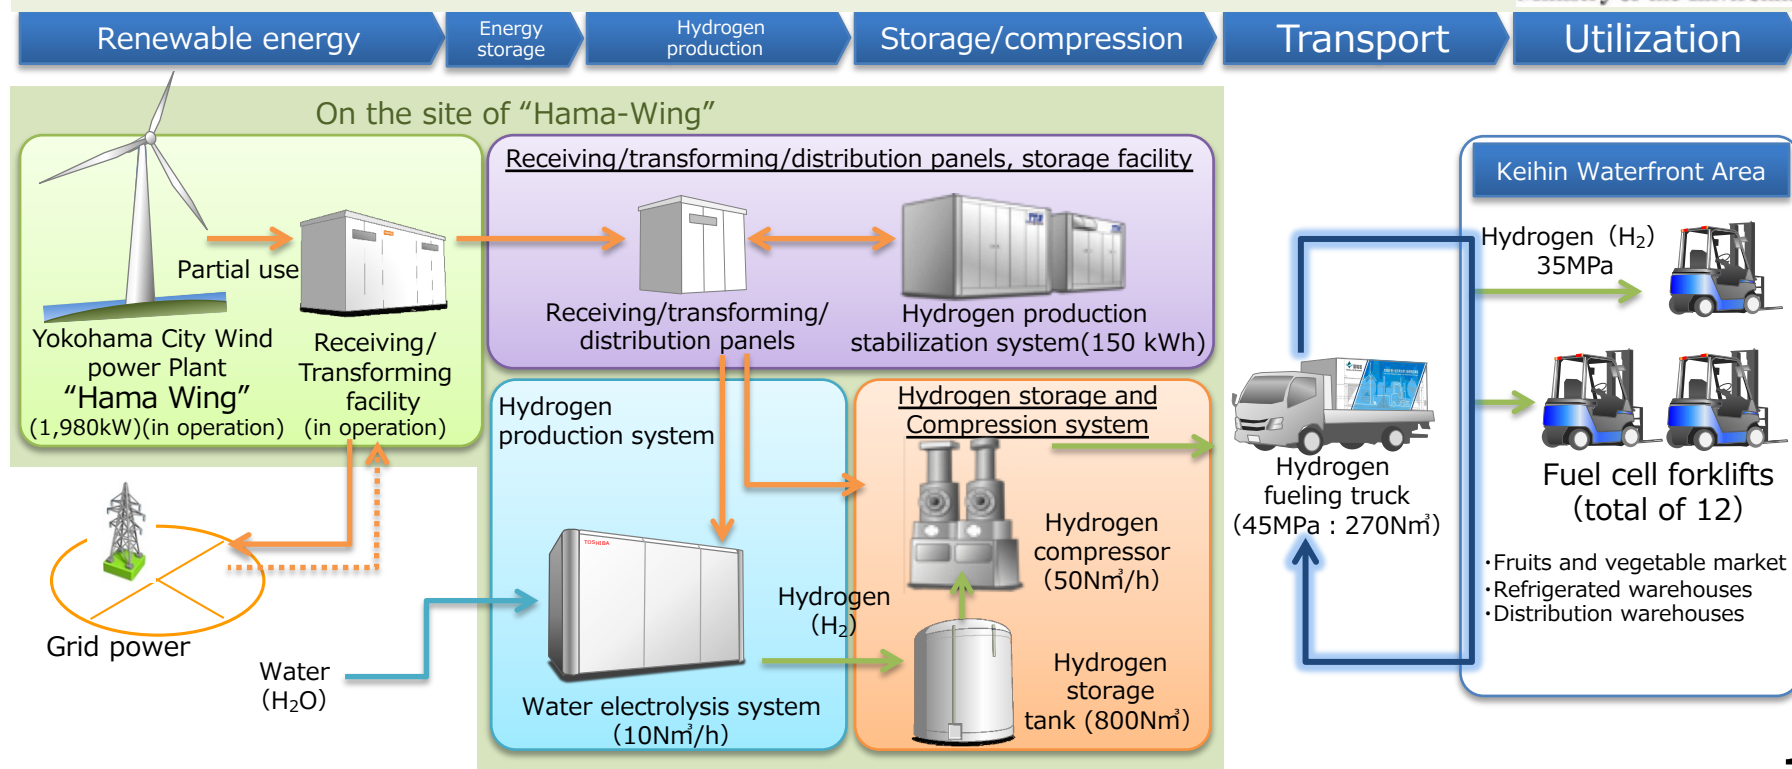 Renewable energy
Energy
storage
Hydrogen
production
Storage/compression
Transport
Utilization
On the site of “Hama-Wing”
Partial use
Yokohama City Wind
power Plant
“Hama Wing”
(1,980kW)(in operation)
Receiving/
Transforming
facility
(in operation)
Receiving/transforming/distribution panels, storage facility
Receiving/transforming/
distribution panels
Hydrogen production
stabilization system(150 kWh)
Hydrogen
production system
TOSHIBA
Water electrolysis system
（10Nm³/h）
Hydrogen
（H₂）
Hydrogen storage and
Compression system
Hydrogen
compressor
（50Nm³/h）
Hydrogen
storage
tank (800Nm³）
Grid power
Water
（H₂O）
Hydrogen
fueling truck
（45MPa : 270Nm³）
Keihin Waterfront Area
Hydrogen（H₂）
35MPa
Fuel cell forklifts
（total of 12）
・Fruits and vegetable market
・Refrigerated warehouses
・Distribution warehouses